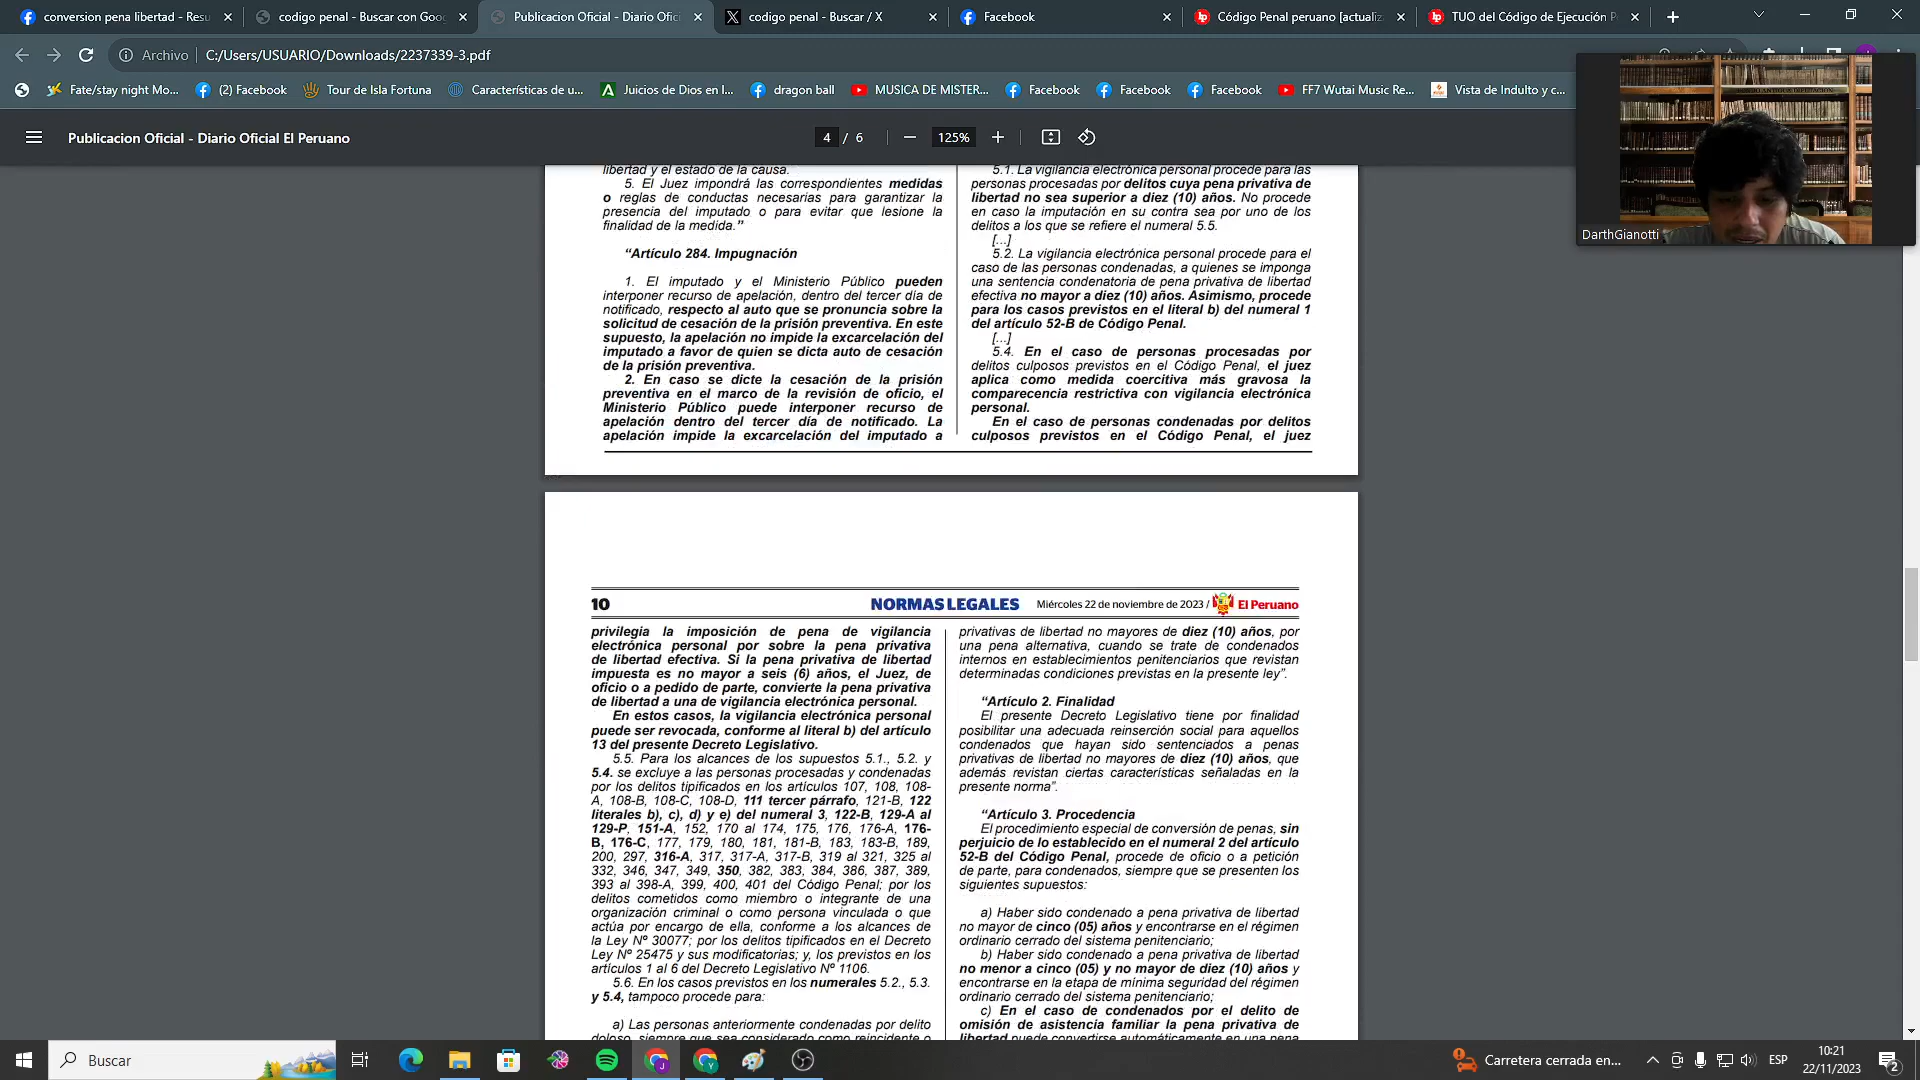 conversion pena libertad - Resu
codigo penal - Buscar con Goo
Publicacion Oficial - Diario Ofici
codigo penal - Buscar / X
Facebook
Código Penal peruano [actualiz
TUO del Código de Ejecución P
Archivo
C:/Users/USUARIO/Downloads/2237339-3.pdf
Fate/stay night Mo...
(2) Facebook
Tour de Isla Fortuna
Características de u...
Juicios de Dios en l...
dragon ball
MUSICA DE MISTER...
Facebook
Facebook
Facebook
FF7 Wutai Music Re...
Vista de Indulto y c...
Publicacion Oficial - Diario Oficial El Peruano
4 / 6
125%
DarthGianotti
libertad y el estado de la causa.
5. El Juez impondrá las correspondientes medidas
o reglas de conductas necesarias para garantizar la
presencia del imputado o para evitar que lesione la
finalidad de la medida."
"Artículo 284. Impugnación
1. El imputado y el Ministerio Público pueden
interponer recurso de apelación, dentro del tercer día de
notificado, respecto al auto que se pronuncia sobre la
solicitud de cesación de la prisión preventiva. En este
supuesto, la apelación no impide la excarcelación del
imputado a favor de quien se dicta auto de cesación
de la prisión preventiva.
2. En caso se dicte la cesación de la prisión
preventiva en el marco de la revisión de oficio, el
Ministerio Público puede interponer recurso de
apelación dentro del tercer día de notificado. La
apelación impide la excarcelación del imputado a
5.1. La vigilancia electrónica personal procede para las
personas procesadas por delitos cuya pena privativa de
libertad no sea superior a diez (10) años. No procede
en caso la imputación en su contra sea por uno de los
delitos a los que se refiere el numeral 5.5.
[...]
5.2. La vigilancia electrónica personal procede para el
caso de las personas condenadas, a quienes se imponga
una sentencia condenatoria de pena privativa de libertad
efectiva no mayor a diez (10) años. Asimismo, procede
para los casos previstos en el literal b) del numeral 1
del artículo 52-B de Código Penal.
[...]
5.4. En el caso de personas procesadas por
delitos culposos previstos en el Código Penal, el juez
aplica como medida coercitiva más gravosa la
comparecencia restrictiva con vigilancia electrónica
personal.
En el caso de personas condenadas por delitos
culposos previstos en el Código Penal, el juez
10
NORMAS LEGALES
Miércoles 22 de noviembre de 2023 /
El Peruano
privilegia la imposición de pena de vigilancia
electrónica personal por sobre la pena privativa
de libertad efectiva. Si la pena privativa de libertad
impuesta es no mayor a seis (6) años, el Juez, de
oficio o a pedido de parte, convierte la pena privativa
de libertad a una de vigilancia electrónica personal.
En estos casos, la vigilancia electrónica personal
puede ser revocada, conforme al literal b) del artículo
13 del presente Decreto Legislativo.
5.5. Para los alcances de los supuestos 5.1., 5.2. y
5.4. se excluye a las personas procesadas y condenadas
por los delitos tipificados en los artículos 107, 108, 108-
A, 108-B, 108-C, 108-D, 111 tercer párrafo, 121-B, 122
literales b), c), d) y e) del numeral 3, 122-B, 129-A al
129-P, 151-A, 152, 170 al 174, 175, 176, 176-A, 176-
B, 176-C, 177, 179, 180, 181, 181-B, 183, 183-B, 189,
200, 297, 316-A, 317, 317-A, 317-B, 319 al 321, 325 al
332, 346, 347, 349, 350, 382, 383, 384, 386, 387, 389,
393 al 398-A, 399, 400, 401 del Código Penal; por los
delitos cometidos como miembro o integrante de una
organización criminal o como persona vinculada o que
actúa por encargo de ella, conforme a los alcances de
la Ley Nº 30077; por los delitos tipificados en el Decreto
Ley Nº 25475 y sus modificatorias; y, los previstos en los
artículos 1 al 6 del Decreto Legislativo Nº 1106.
5.6. En los casos previstos en los numerales 5.2., 5.3.
y 5.4, tampoco procede para:
a) Las personas anteriormente condenadas por delito
doloso, siempre que sea considerado como reincidente o
privativas de libertad no mayores de diez (10) años, por
una pena alternativa, cuando se trate de condenados
internos en establecimientos penitenciarios que revistan
determinadas condiciones previstas en la presente ley".
"Artículo 2. Finalidad
El presente Decreto Legislativo tiene por finalidad
posibilitar una adecuada reinserción social para aquellos
condenados que hayan sido sentenciados a penas
privativas de libertad no mayores de diez (10) años, que
además revistan ciertas características señaladas en la
presente norma".
"Artículo 3. Procedencia
El procedimiento especial de conversión de penas, sin
perjuicio de lo establecido en el numeral 2 del artículo
52-B del Código Penal, procede de oficio o a petición
de parte, para condenados, siempre que se presenten los
siguientes supuestos:
a) Haber sido condenado a pena privativa de libertad
no mayor de cinco (05) años y encontrarse en el régimen
ordinario cerrado del sistema penitenciario;
b) Haber sido condenado a pena privativa de libertad
no menor a cinco (05) y no mayor de diez (10) años y
encontrarse en la etapa de mínima seguridad del régimen
ordinario cerrado del sistema penitenciario;
c) En el caso de condenados por el delito de
omisión de asistencia familiar la pena privativa de
libertad puede convertirse automáticamente en una pena
Buscar
Carretera cerrada en...
ESP
10:21
22/11/2023
2